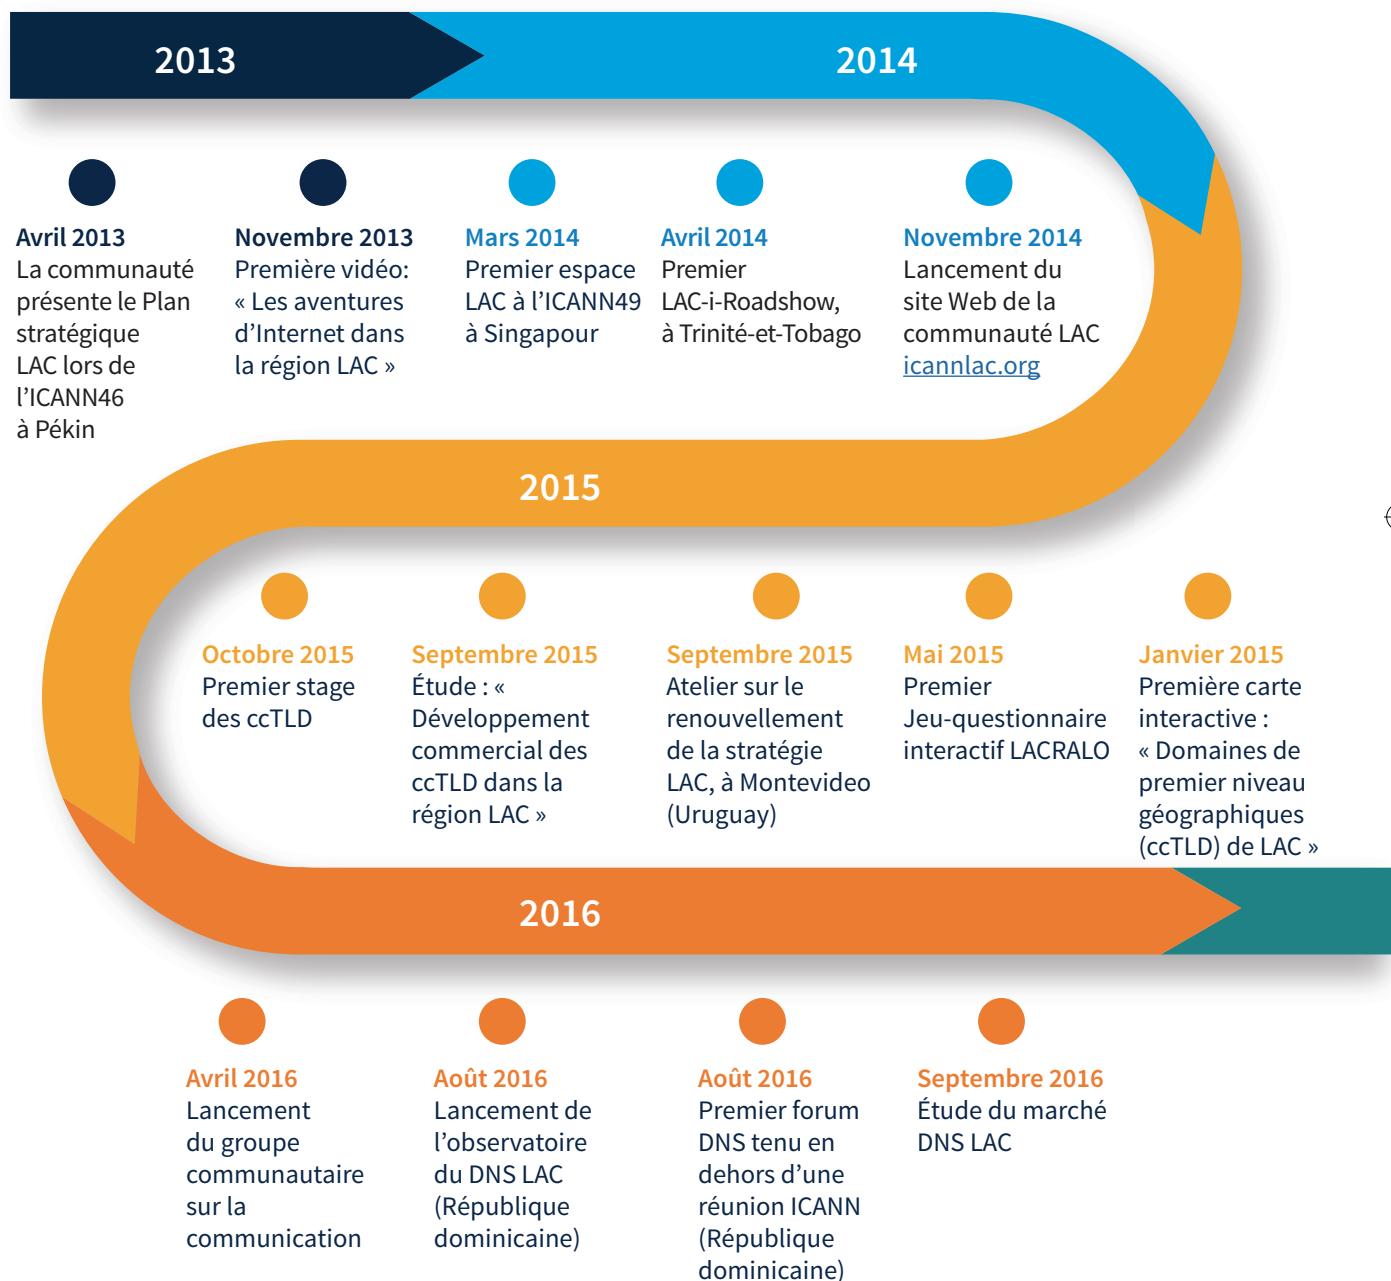 2013
2014
Avril 2013
La communauté
présente le Plan
stratégique
LAC lors de
l’ICANN46
à Pékin
Novembre 2013
Première vidéo:
« Les aventures
d’Internet dans
la région LAC »
Mars 2014
Premier espace
LAC à l’ICANN49
à Singapour
Avril 2014
Premier
LAC-i-Roadshow,
à Trinité-et-Tobago
Novembre 2014
Lancement du
site Web de la
communauté LAC
icannlac.org
2015
Octobre 2015
Premier stage
des ccTLD
Septembre 2015
Étude : «
Développement
commercial des
ccTLD dans la
région LAC »
Septembre 2015
Atelier sur le
renouvellement
de la stratégie
LAC, à Montevideo
(Uruguay)
Mai 2015
Premier
Jeu-questionnaire
interactif LACRALO
Janvier 2015
Première carte
interactive :
« Domaines de
premier niveau
géographiques
(ccTLD) de LAC »
2016
Avril 2016
Lancement
du groupe
communautaire
sur la
communication
Août 2016
Lancement de
l’observatoire
du DNS LAC
(République
dominicaine)
Août 2016
Premier forum
DNS tenu en
dehors d’une
réunion ICANN
(République
dominicaine)
Septembre 2016
Étude du marché
DNS LAC